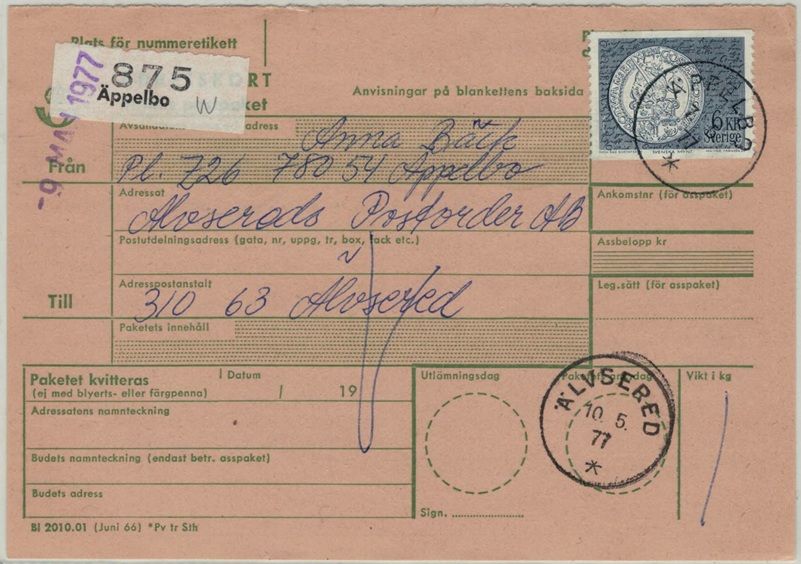 Plats för nummeretikett
875
Äppelbo
W
-9 MAJ 1977
KORT
paket
Anvisningar på blankettens baksida
6 KR
Sverige
Från
Avsändarens adress
Anna Bäck
Pl. 726 780 54 Äppelbo
Adressat
Älvsereds Postorder AB
Ankomstnr (för asspaket)
Postutdelningsadress (gata, nr, uppg, tr, box, fack etc.)
Assbelopp kr
Till
Adresspostanstalt
310 63 Älvsered
Leg.sätt (för asspaket)
Paketets innehåll
Paketet kvitteras
(ej med blyerts- eller färgpenna)
Datum
/ 19
Utlämningsdag
Vikt i kg
ÄLVSERED
10. 5.
77
Adressatens namnteckning
Budets namnteckning (endast betr. asspaket)
Budets adress
Sign.
Bl 2010.01 (Juni 66) *Pv tr Sth